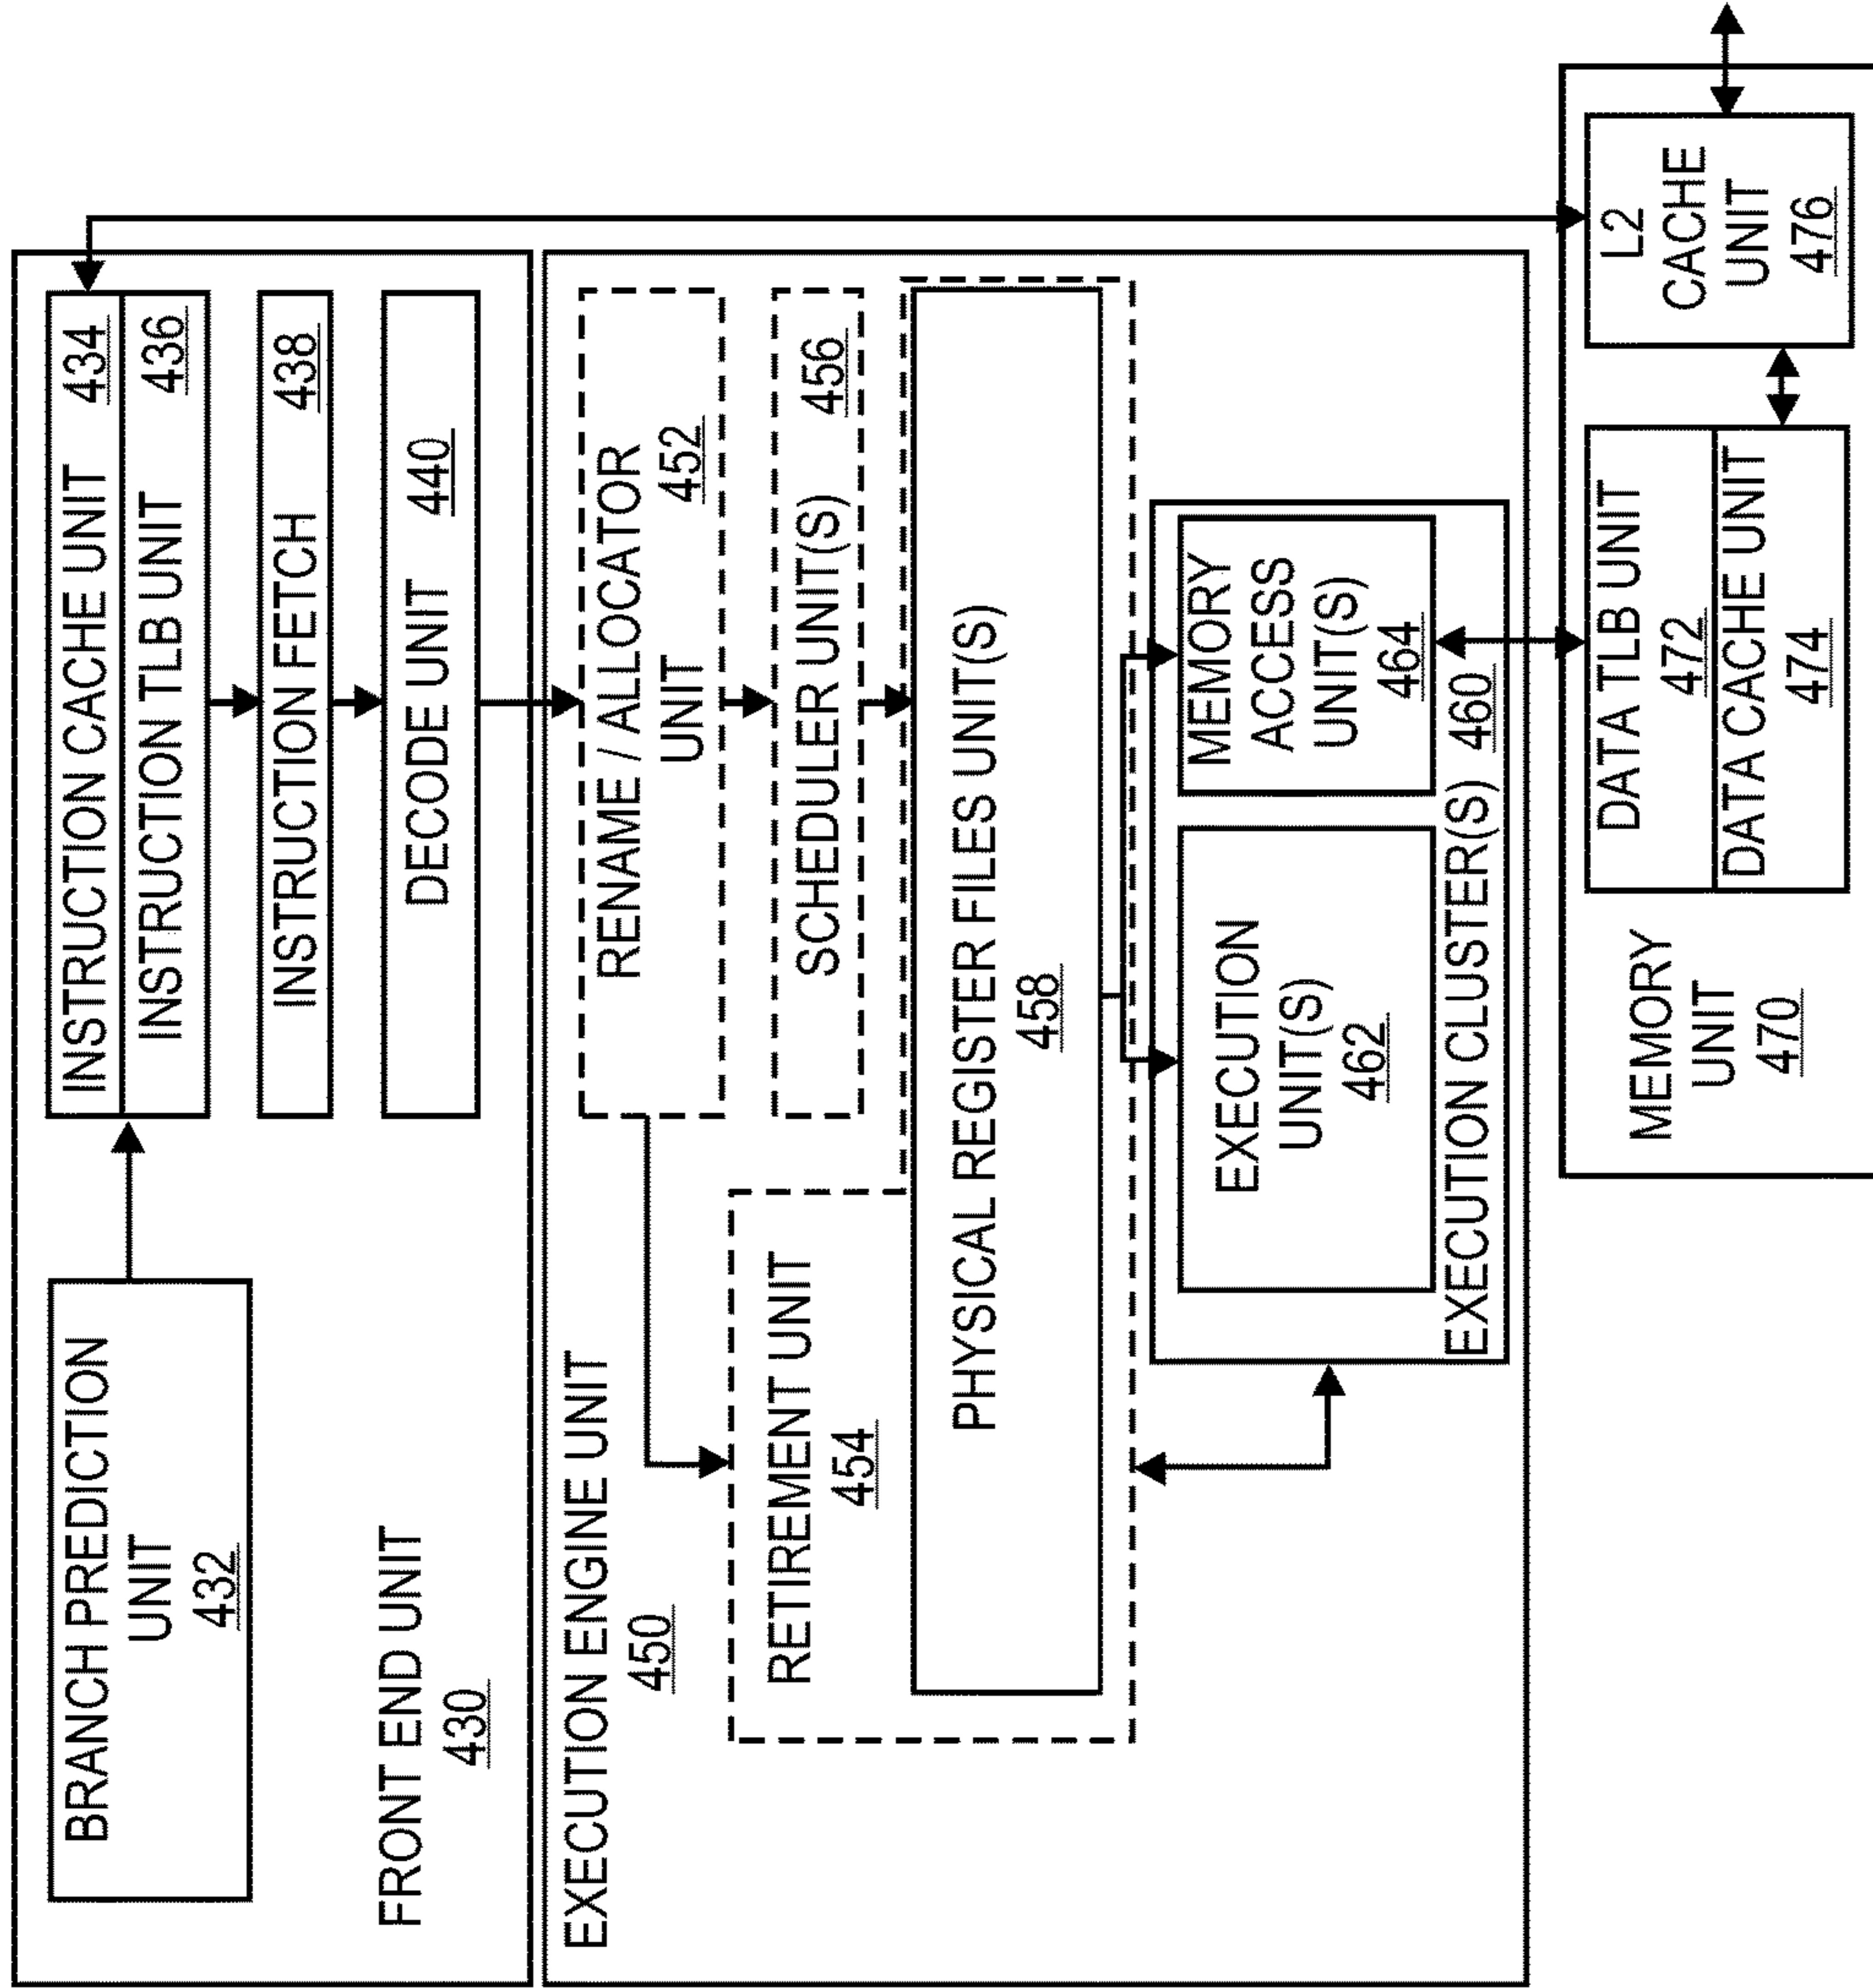 BRANCH PREDICTION
UNIT
432
INSTRUCTION CACHE UNIT 434
INSTRUCTION TLB UNIT 436
INSTRUCTION FETCH 438
DECODE UNIT 440
FRONT END UNIT
430
EXECUTION ENGINE UNIT
450
RENAME / ALLOCATOR
UNIT 452
RETIREMENT UNIT
454
SCHEDULER UNIT(S) 456
PHYSICAL REGISTER FILES UNIT(S)
458
EXECUTION
UNIT(S)
462
MEMORY
ACCESS
UNIT(S)
464
EXECUTION CLUSTER(S) 460
MEMORY
UNIT
470
DATA TLB UNIT
472
DATA CACHE UNIT
474
L2
CACHE
UNIT
476